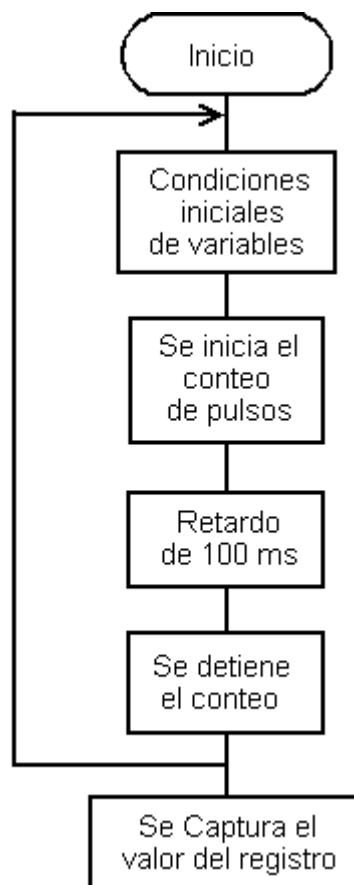 Inicio
Condiciones
iniciales
de variables
Se inicia el
conteo
de pulsos
Retardo
de 100 ms
Se detiene
el conteo
Se Captura el
valor del registro